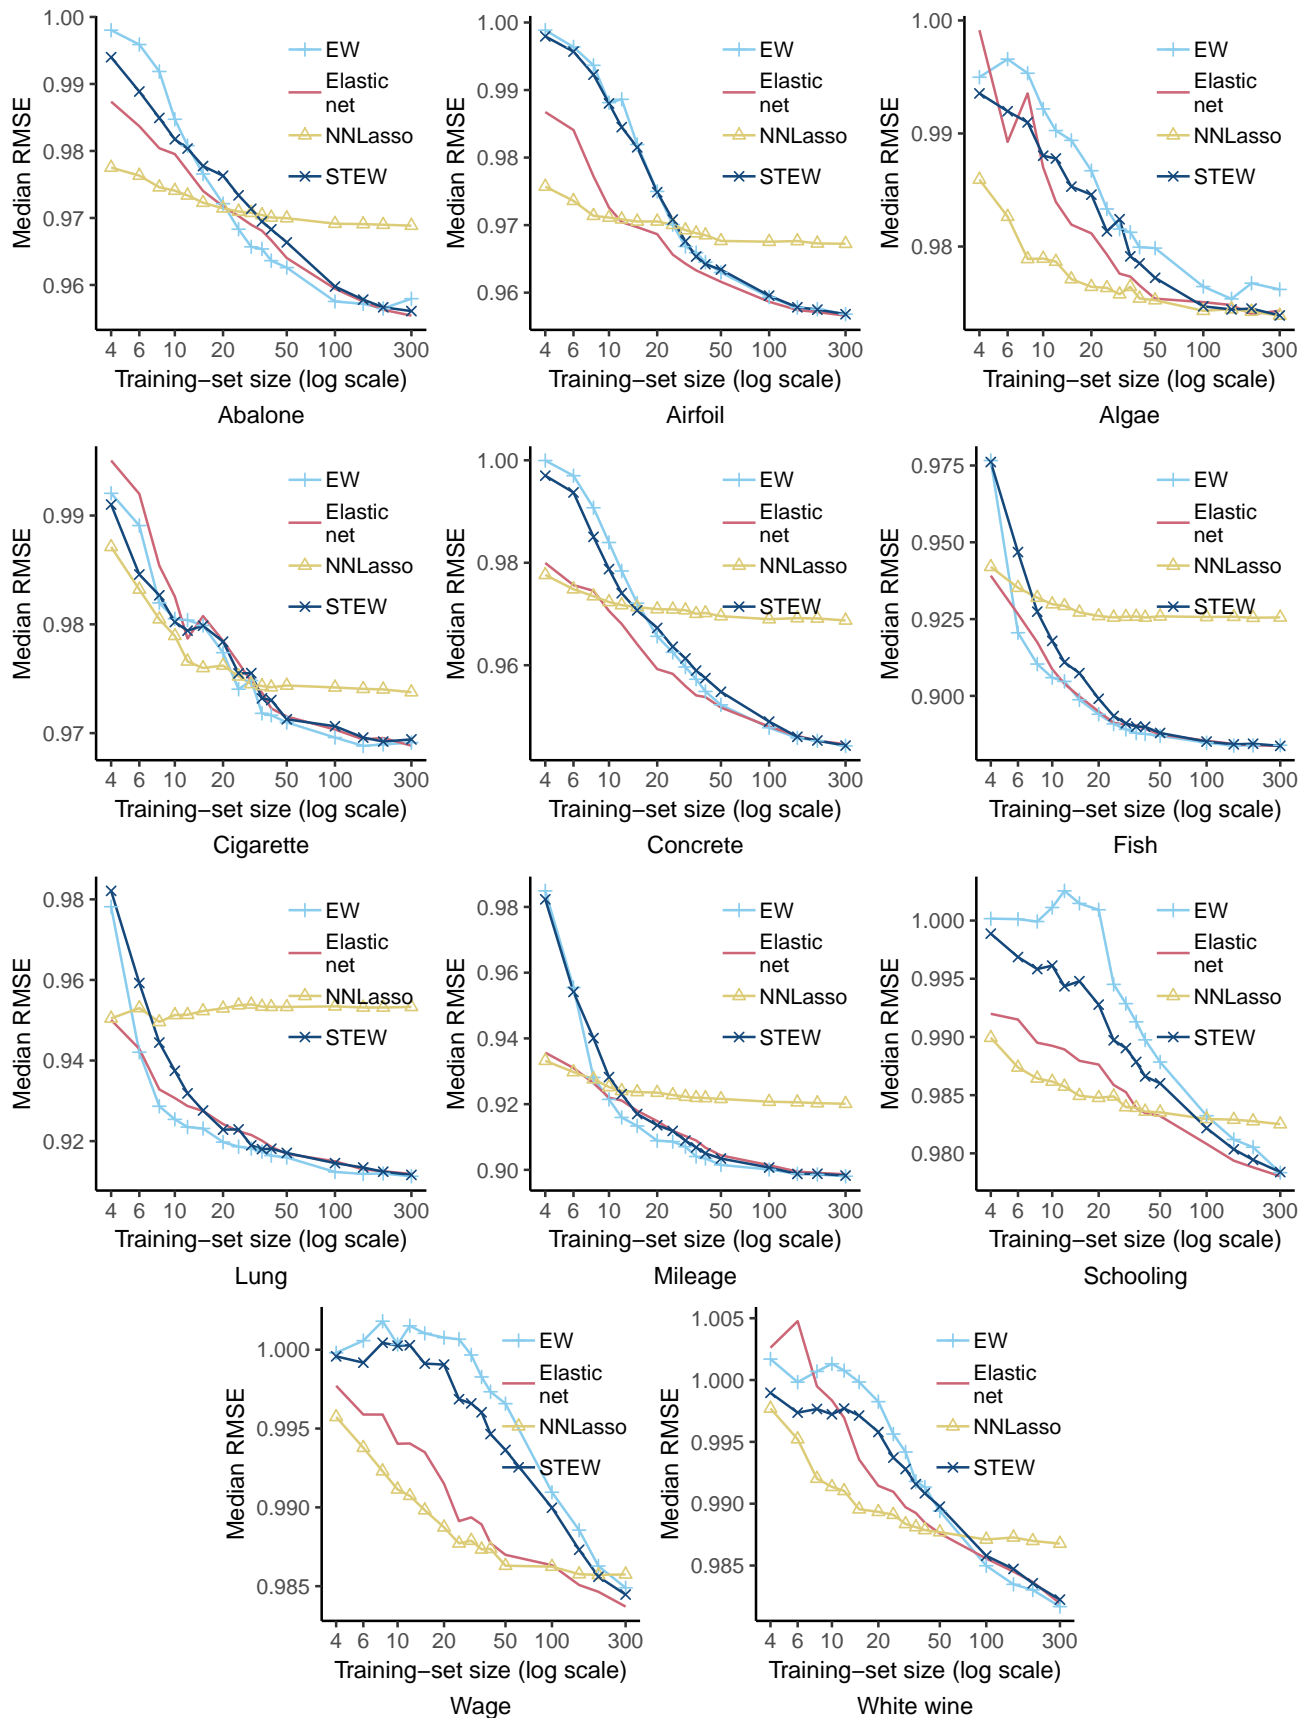 1.00
0.99
0.98
0.97
0.96
Median RMSE
EW
Elastic
net
NNLasso
STEW
4 6 10 20 50 100 300
Training−set size (log scale)
Abalone
1.00
0.99
0.98
0.97
0.96
Median RMSE
EW
Elastic
net
NNLasso
STEW
4 6 10 20 50 100 300
Training−set size (log scale)
Airfoil
1.00
0.99
0.98
Median RMSE
EW
Elastic
net
NNLasso
STEW
4 6 10 20 50 100 300
Training−set size (log scale)
Algae
0.99
0.98
0.97
Median RMSE
EW
Elastic
net
NNLasso
STEW
4 6 10 20 50 100 300
Training−set size (log scale)
Cigarette
1.00
0.98
0.96
Median RMSE
EW
Elastic
net
NNLasso
STEW
4 6 10 20 50 100 300
Training−set size (log scale)
Concrete
0.975
0.950
0.925
0.900
Median RMSE
EW
Elastic
net
NNLasso
STEW
4 6 10 20 50 100 300
Training−set size (log scale)
Fish
0.98
0.96
0.94
0.92
Median RMSE
EW
Elastic
net
NNLasso
STEW
4 6 10 20 50 100 300
Training−set size (log scale)
Lung
0.98
0.96
0.94
0.92
0.90
Median RMSE
EW
Elastic
net
NNLasso
STEW
4 6 10 20 50 100 300
Training−set size (log scale)
Mileage
1.000
0.995
0.990
0.985
0.980
Median RMSE
EW
Elastic
net
NNLasso
STEW
4 6 10 20 50 100 300
Training−set size (log scale)
Schooling
1.000
0.995
0.990
0.985
Median RMSE
EW
Elastic
net
NNLasso
STEW
4 6 10 20 50 100 300
Training−set size (log scale)
Wage
1.005
1.000
0.995
0.990
0.985
Median RMSE
EW
Elastic
net
NNLasso
STEW
4 6 10 20 50 100 300
Training−set size (log scale)
White wine